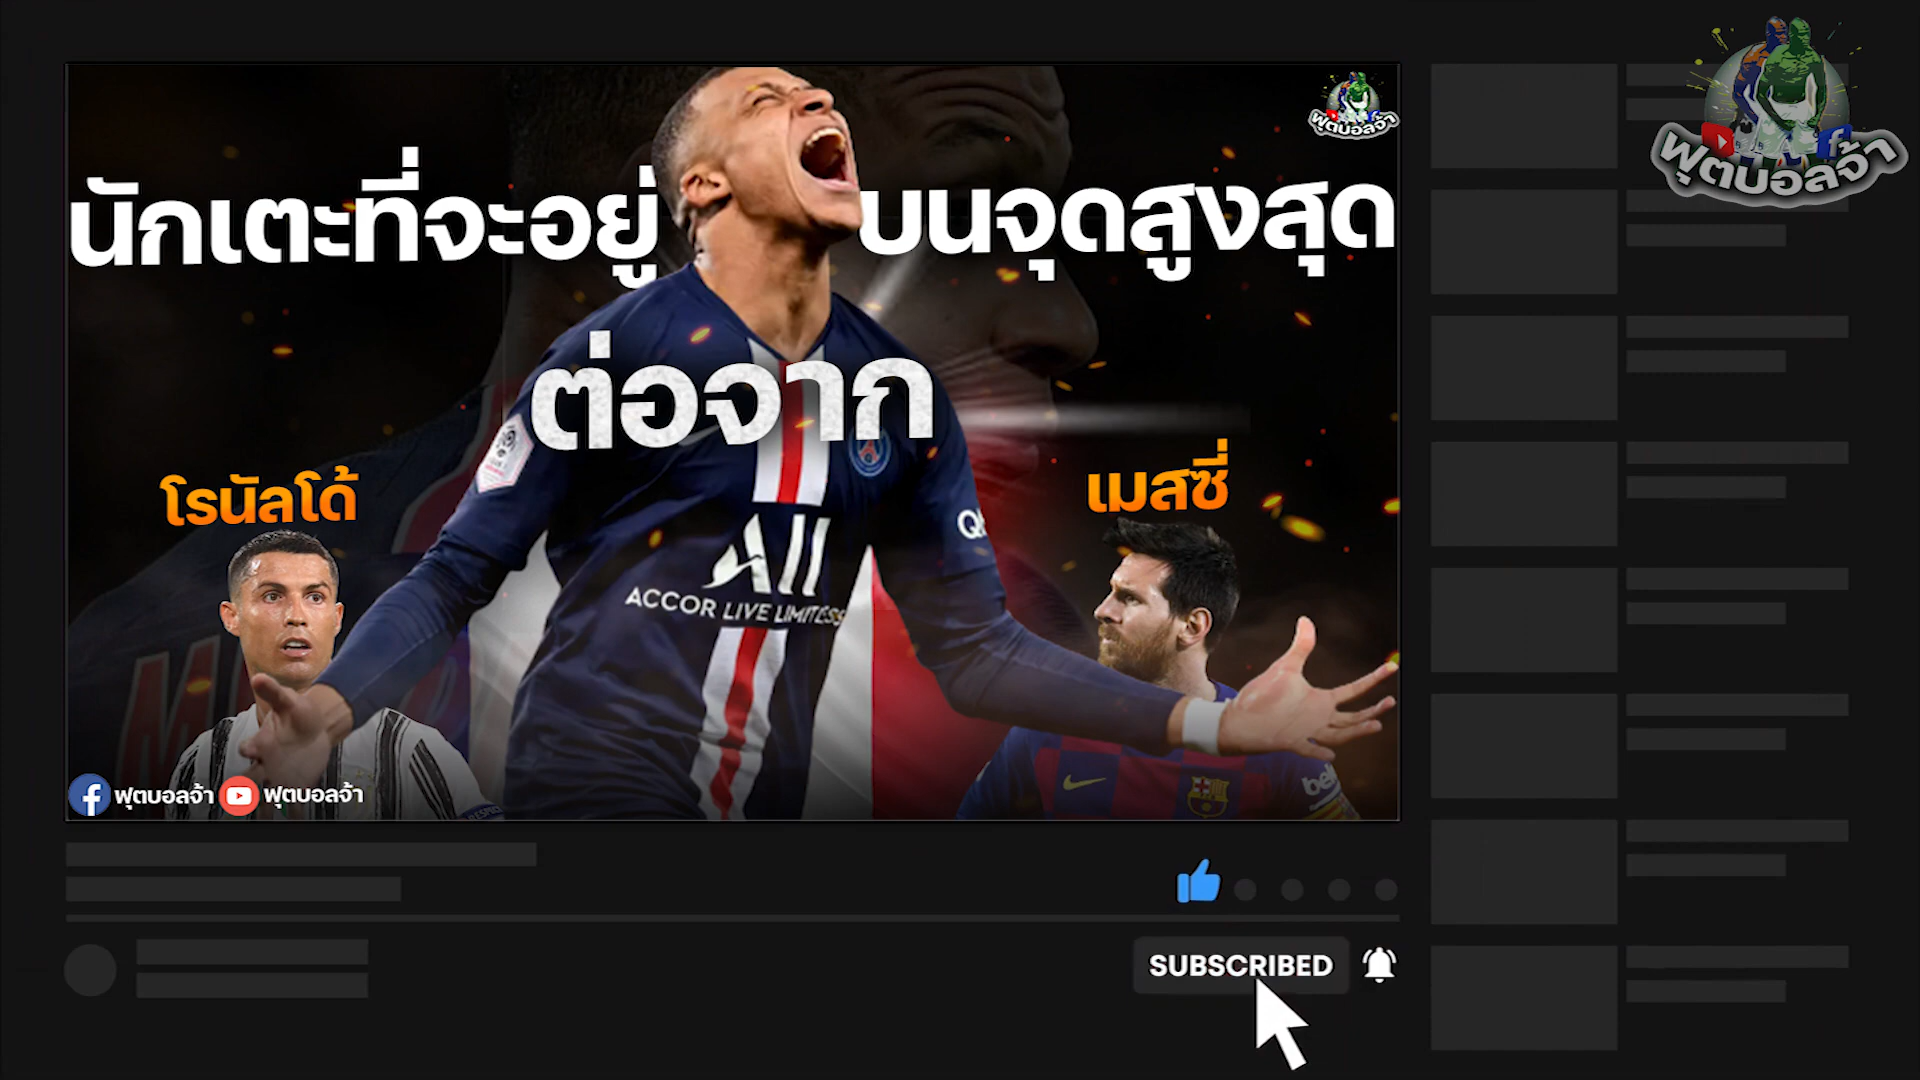 ฟุตบอลจ้า
ฟุตบอลจ้า
นักเตะที่จะอยู่ บนจุดสูงสุด
ต่อจาก
โรนัลโด้
เมสซี่
ALL
ACCOR LIVE LIMITLESS
ฟุตบอลจ้า ฟุตบอลจ้า
SUBSCRIBED